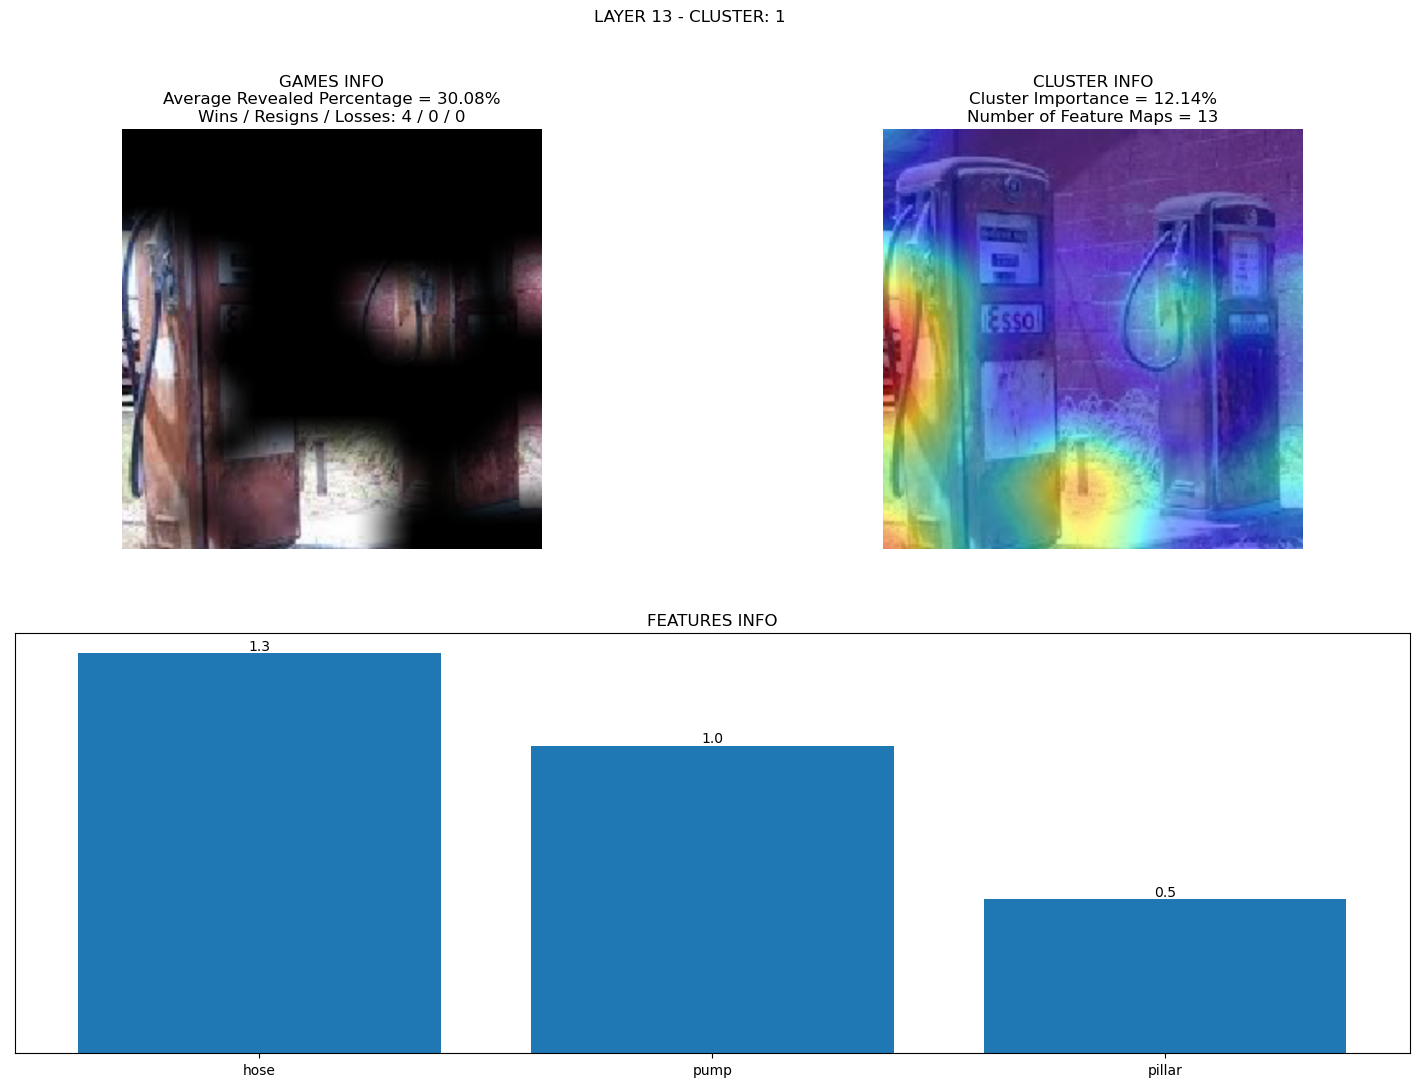 LAYER 13 - CLUSTER: 1
GAMES INFO
Average Revealed Percentage = 30.08%
Wins / Resigns / Losses: 4 / 0 / 0
CLUSTER INFO
Cluster Importance = 12.14%
Number of Feature Maps = 13
ESSO
FEATURES INFO
1.3
1.0
0.5
hose
pump
pillar